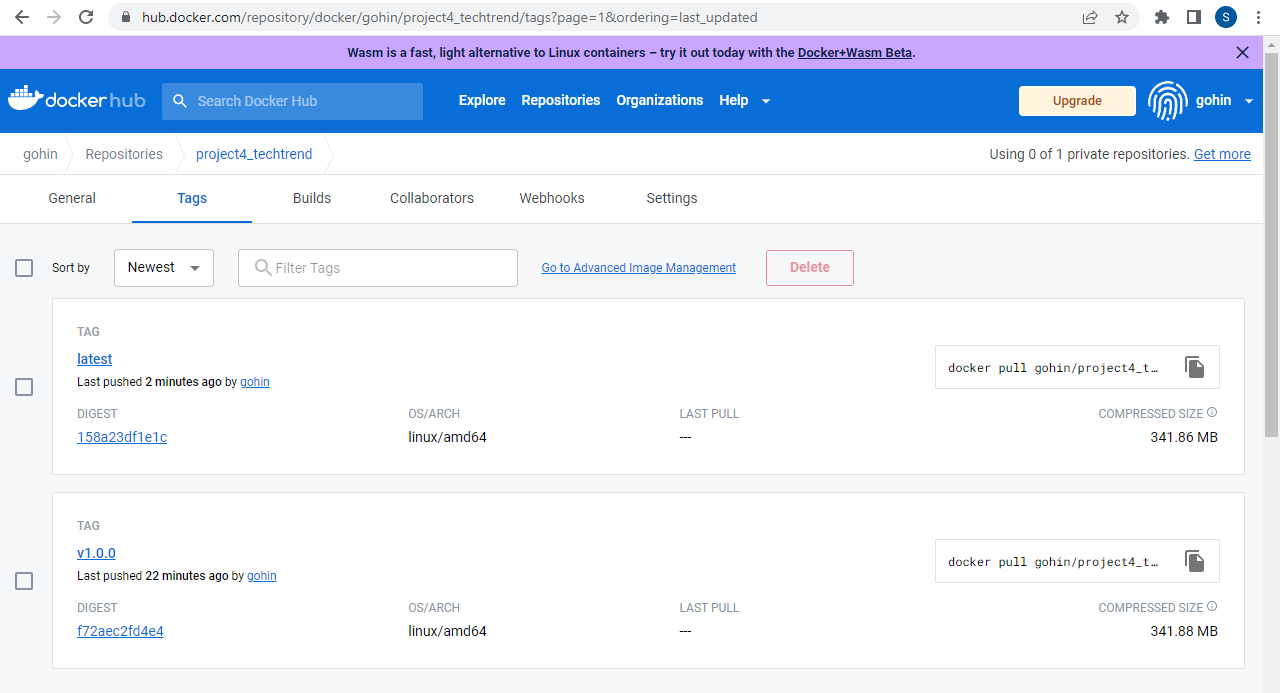 hub.docker.com/repository/docker/gohin/project4_techtrend/tags?page=1&ordering=last_updated
S
Wasm is a fast, light alternative to Linux containers – try it out today with the Docker+Wasm Beta.
docker hub
Search Docker Hub
Explore Repositories Organizations Help
Upgrade
gohin
gohin Repositories project4_techtrend
Using 0 of 1 private repositories. Get more
General Tags Builds Collaborators Webhooks Settings
Sort by Newest Filter Tags Go to Advanced Image Management Delete
TAG
latest
Last pushed 2 minutes ago by gohin
docker pull gohin/project4_t…
DIGEST OS/ARCH LAST PULL COMPRESSED SIZE
158a23df1e1c linux/amd64 --- 341.86 MB
TAG
v1.0.0
Last pushed 22 minutes ago by gohin
docker pull gohin/project4_t…
DIGEST OS/ARCH LAST PULL COMPRESSED SIZE
f72aec2fd4e4 linux/amd64 --- 341.88 MB